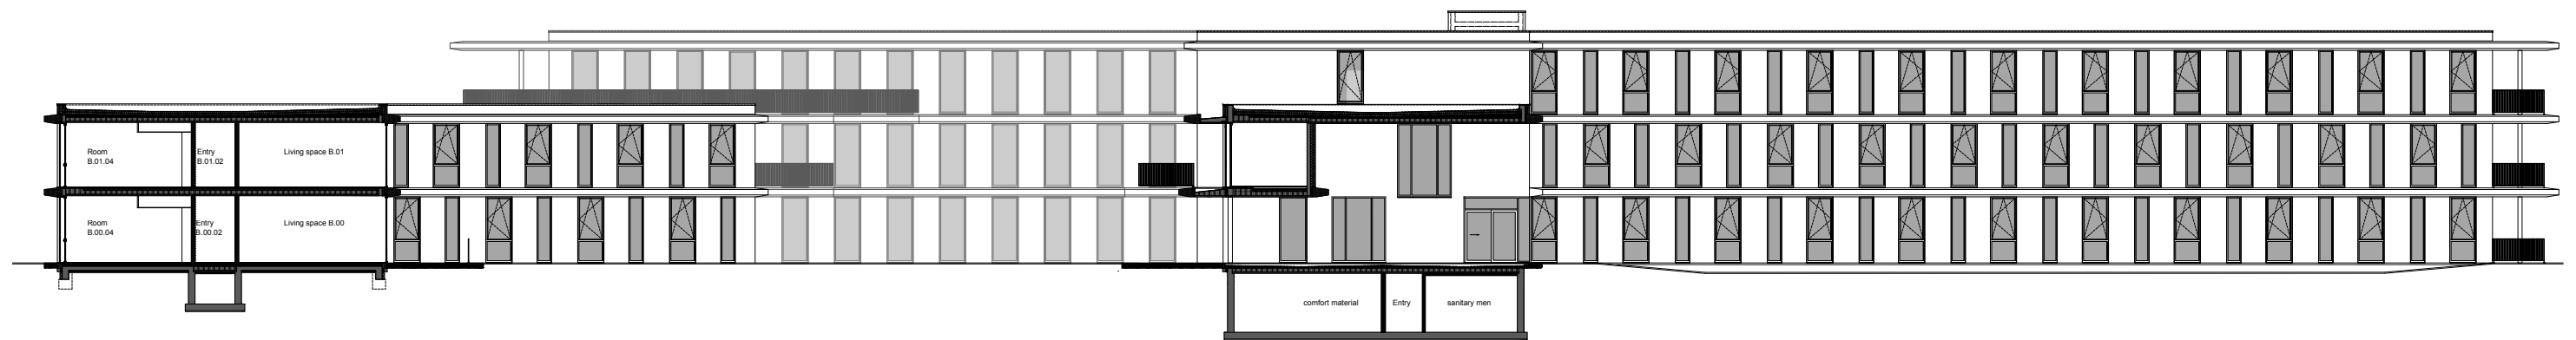 Room
B.01.04
Entry
B.01.02
Living space B.01
Room
B.00.04
Entry
B.00.02
Living space B.00
comfort material
Entry
sanitary men